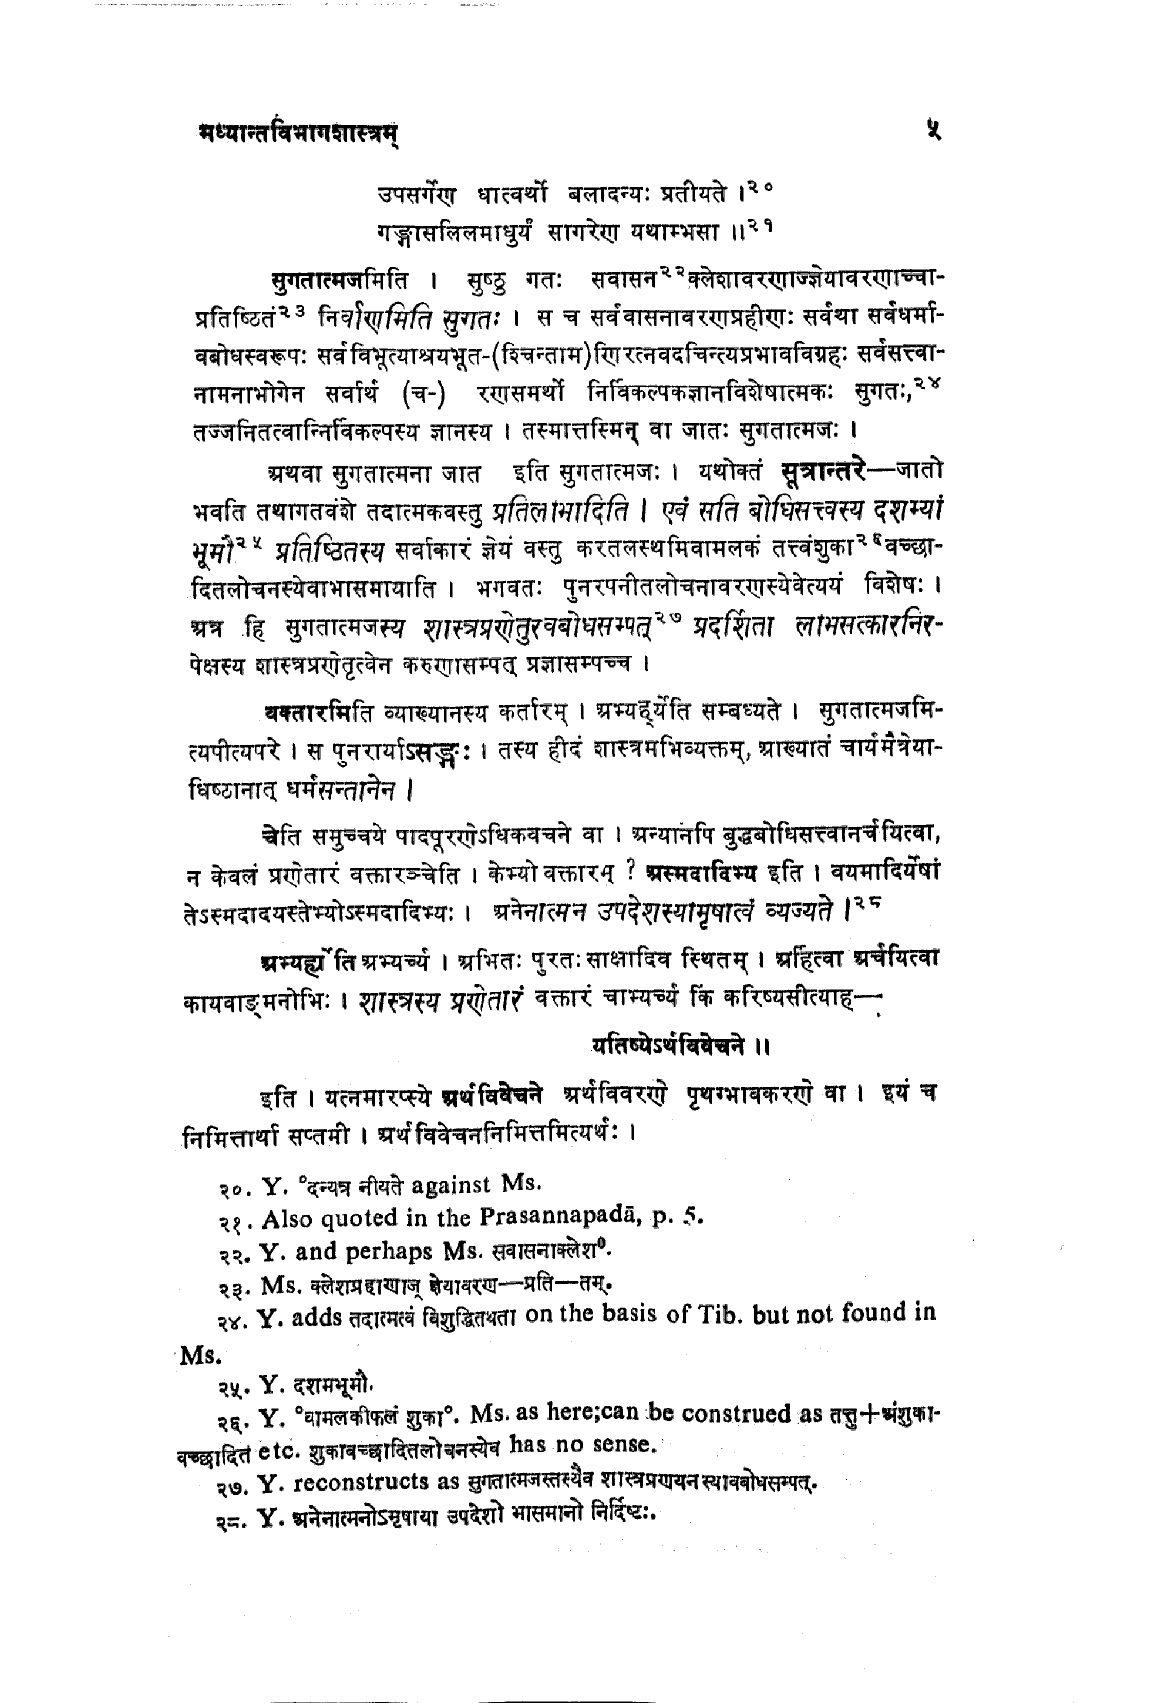 मध्यान्तविभागशास्त्रम् ५
उपसर्गेण धात्वर्थो बलादन्यः प्रतीयते ।२०
गङ्गासलिलमाधुर्यं सागरेण यथाम्भसा ॥२१
सुगतात्मजमिति । सुष्ठु गतः सवासन२२क्लेशावरणाज्ज्ञेयावरणाच्चा-
प्रतिष्ठितं२३ निर्वाणमिति सुगतः । स च सर्ववासनावरणप्रहीणः सर्वथा सर्वधर्मा-
वबोधस्वरूपः सर्वविभूत्याश्रयभूत-(श्चिन्ताम)णिरत्नवदचिन्त्यप्रभावविग्रहः सर्वसत्त्वा-
नामनाभोगेन सर्वार्थ (च-) रणसमर्थो निर्विकल्पकज्ञानविशेषात्मकः सुगतः,२४
तज्जनितत्वान्निर्विकल्पस्य ज्ञानस्य । तस्मात्तस्मिन् वा जातः सुगतात्मजः ।
अथवा सुगतात्मना जात इति सुगतात्मजः । यथोक्तं सूत्रान्तरे—जातो
भवति तथागतवंशे तदात्मकवस्तु प्रतिलाभादिति । एवं सति बोधिसत्त्वस्य दशम्यां
भूमौ२५ प्रतिष्ठितस्य सर्वाकारं ज्ञेयं वस्तु करतलस्थमिवामलकं तत्त्वंशुका२६वच्छा-
दितलोचनस्येवाभासमायाति । भगवतः पुनरपनीतलोचनावरणस्येवेत्ययं विशेषः ।
अत्र हि सुगतात्मजस्य शास्त्रप्रणेतुरवबोधसम्पत्२७ प्रदर्शिता लाभसत्कारनिर-
पेक्षस्य शास्त्रप्रणेतृत्वेन करुणासम्पत् प्रज्ञासम्पच्च ।
वक्तारमिति व्याख्यानस्य कर्तारम् । अभ्यर्ह्येति सम्बध्यते । सुगतात्मजमि-
त्यपीत्यपरे । स पुनरार्याऽसङ्गः । तस्य हीदं शास्त्रमभिव्यक्तम्, आख्यातं चार्यमैत्रेया-
धिष्ठानात् धर्मसन्तानेन ।
चेति समुच्चये पादपूरणेऽधिकवचने वा । अन्यानपि बुद्धबोधिसत्त्वानर्चयित्वा,
न केवलं प्रणेतारं वक्तारञ्चेति । केभ्यो वक्तारम् ? अस्मदादिभ्य इति । वयमादिर्येषां
तेऽस्मदादयस्तेभ्योऽस्मदादिभ्यः । अनेनात्मन उपदेशस्यामृषात्वं व्यज्यते ।२८
अभ्यर्ह्येति अभ्यर्च्य । अभितः पुरतः साक्षादिव स्थितम् । अर्हित्वा अर्चयित्वा
कायवाङ्मनोभिः । शास्त्रस्य प्रणेतारं वक्तारं चाभ्यर्च्य किं करिष्यसीत्याह—
यतिष्येऽर्थविवेचने ॥
इति । यत्नमारप्स्ये अर्थविवेचने अर्थविवरणे पृथग्भावकरणे वा । इयं च
निमित्तार्था सप्तमी । अर्थविवेचननिमित्तमित्यर्थः ।
२०. Y. °दन्यत्र नीयते against Ms.
२१. Also quoted in the Prasannapadā, p. 5.
२२. Y. and perhaps Ms. सवासनाक्लेश°.
२३. Ms. क्लेशप्रहाणाज् ज्ञेयावरण—प्रति—तम्.
२४. Y. adds तदात्मत्वं विशुद्धितथता on the basis of Tib. but not found in
Ms.
२५. Y. दशमभूमौ.
२६. Y. °वामलकीफलं शुका°. Ms. as here;can be construed as तत्तु+अंशुका-
वच्छादित etc. शुकावच्छादितलोचनस्येव has no sense.
२७. Y. reconstructs as सुगतात्मजस्तस्यैव शास्त्रप्रणयनस्यावबोधसम्पत्.
२८. Y. अनेनात्मनोऽमृषाया उपदेशो भासमानो निर्दिष्टः.